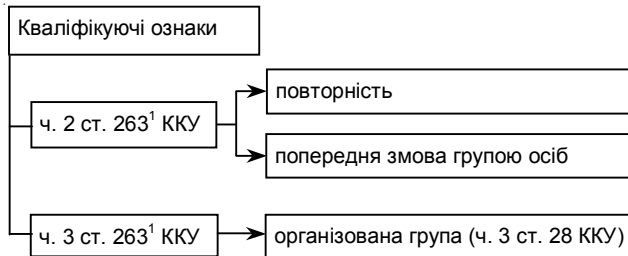 Кваліфікуючі ознаки
повторність
ч. 2 ст. 263¹ ККУ
попередня змова групою осіб
ч. 3 ст. 263¹ ККУ
організована група (ч. 3 ст. 28 ККУ)